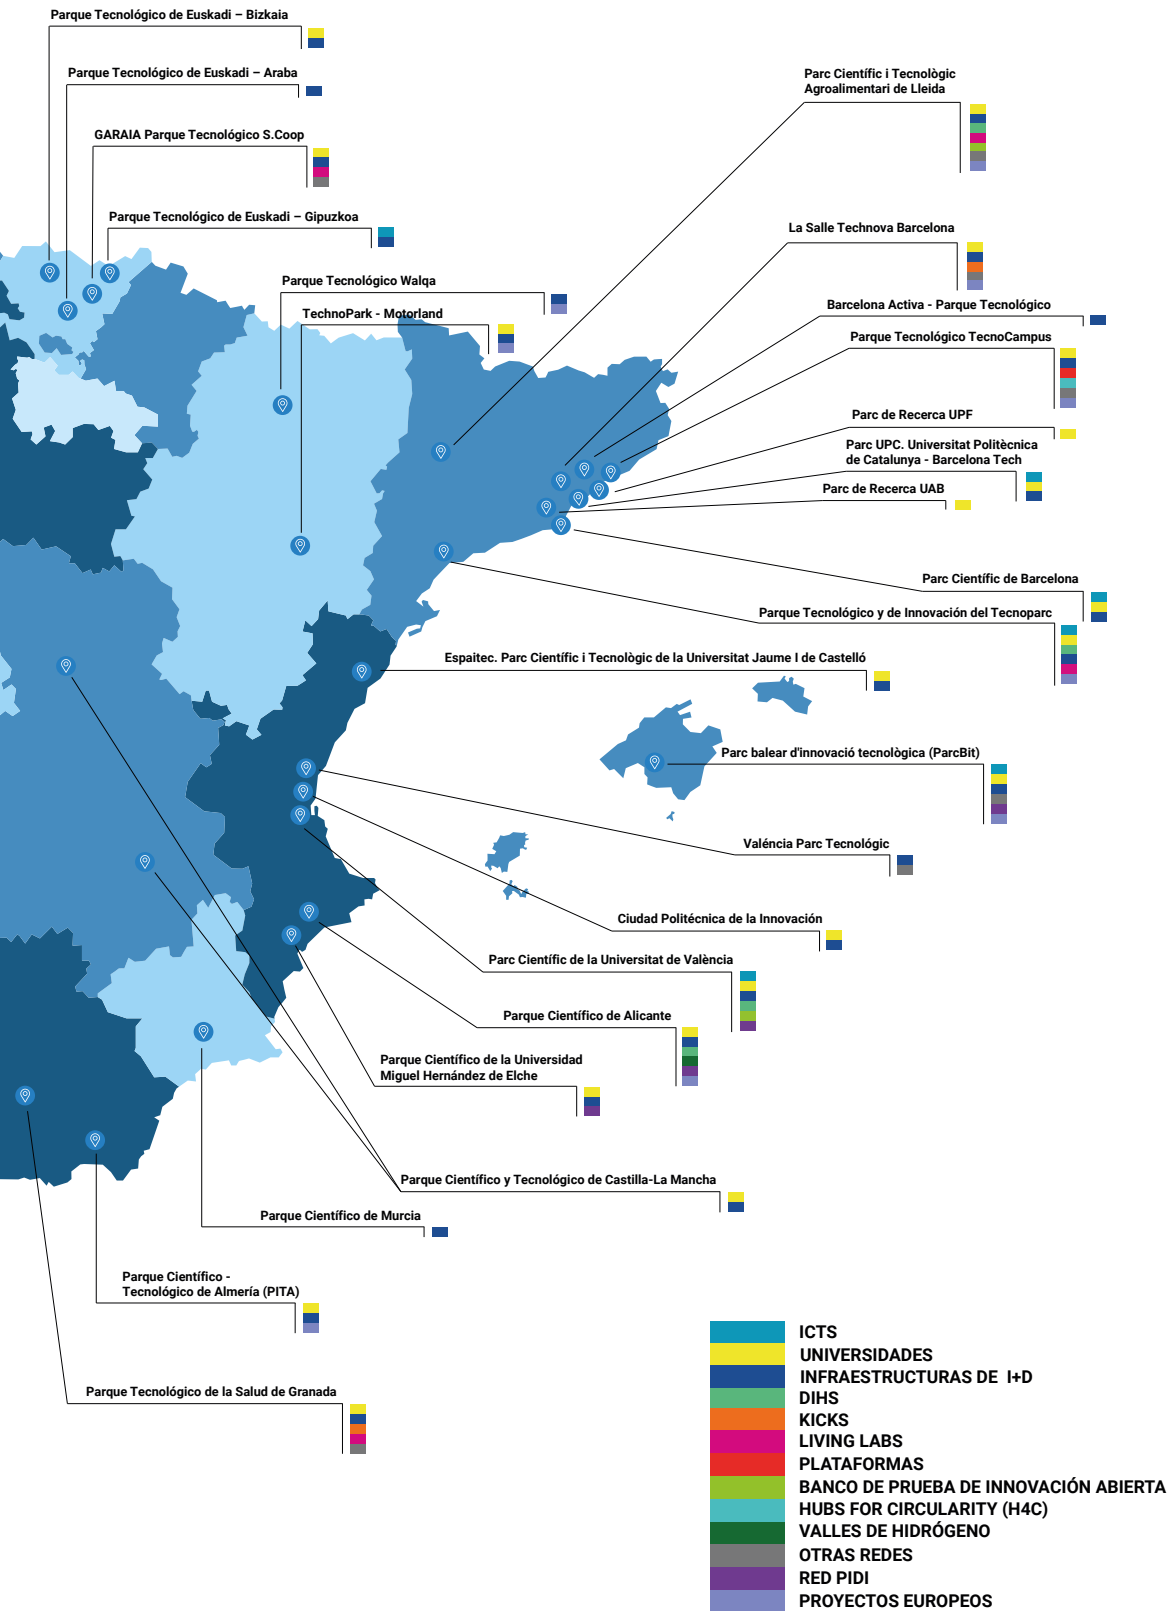 Parque Tecnológico de Euskadi – Bizkaia
Parque Tecnológico de Euskadi – Araba
GARAIA Parque Tecnológico S.Coop
Parque Tecnológico de Euskadi – Gipuzkoa
Parque Tecnológico Walqa
TechnoPark - Motorland
Parc Científic i Tecnològic
Agroalimentari de Lleida
La Salle Technova Barcelona
Barcelona Activa - Parque Tecnológico
Parque Tecnológico TecnoCampus
Parc de Recerca UPF
Parc UPC. Universitat Politècnica
de Catalunya - Barcelona Tech
Parc de Recerca UAB
Parc Científic de Barcelona
Parque Tecnológico y de Innovación del Tecnoparc
Espaitec. Parc Científic i Tecnològic de la Universitat Jaume I de Castelló
Parc balear d'innovació tecnològica (ParcBit)
Valéncia Parc Tecnológic
Ciudad Politécnica de la Innovación
Parc Científic de la Universitat de València
Parque Científico de Alicante
Parque Científico de la Universidad
Miguel Hernández de Elche
Parque Científico y Tecnológico de Castilla-La Mancha
Parque Científico de Murcia
Parque Científico -
Tecnológico de Almería (PITA)
Parque Tecnológico de la Salud de Granada
ICTS
UNIVERSIDADES
INFRAESTRUCTURAS DE I+D
DIHS
KICKS
LIVING LABS
PLATAFORMAS
BANCO DE PRUEBA DE INNOVACIÓN ABIERTA
HUBS FOR CIRCULARITY (H4C)
VALLES DE HIDRÓGENO
OTRAS REDES
RED PIDI
PROYECTOS EUROPEOS